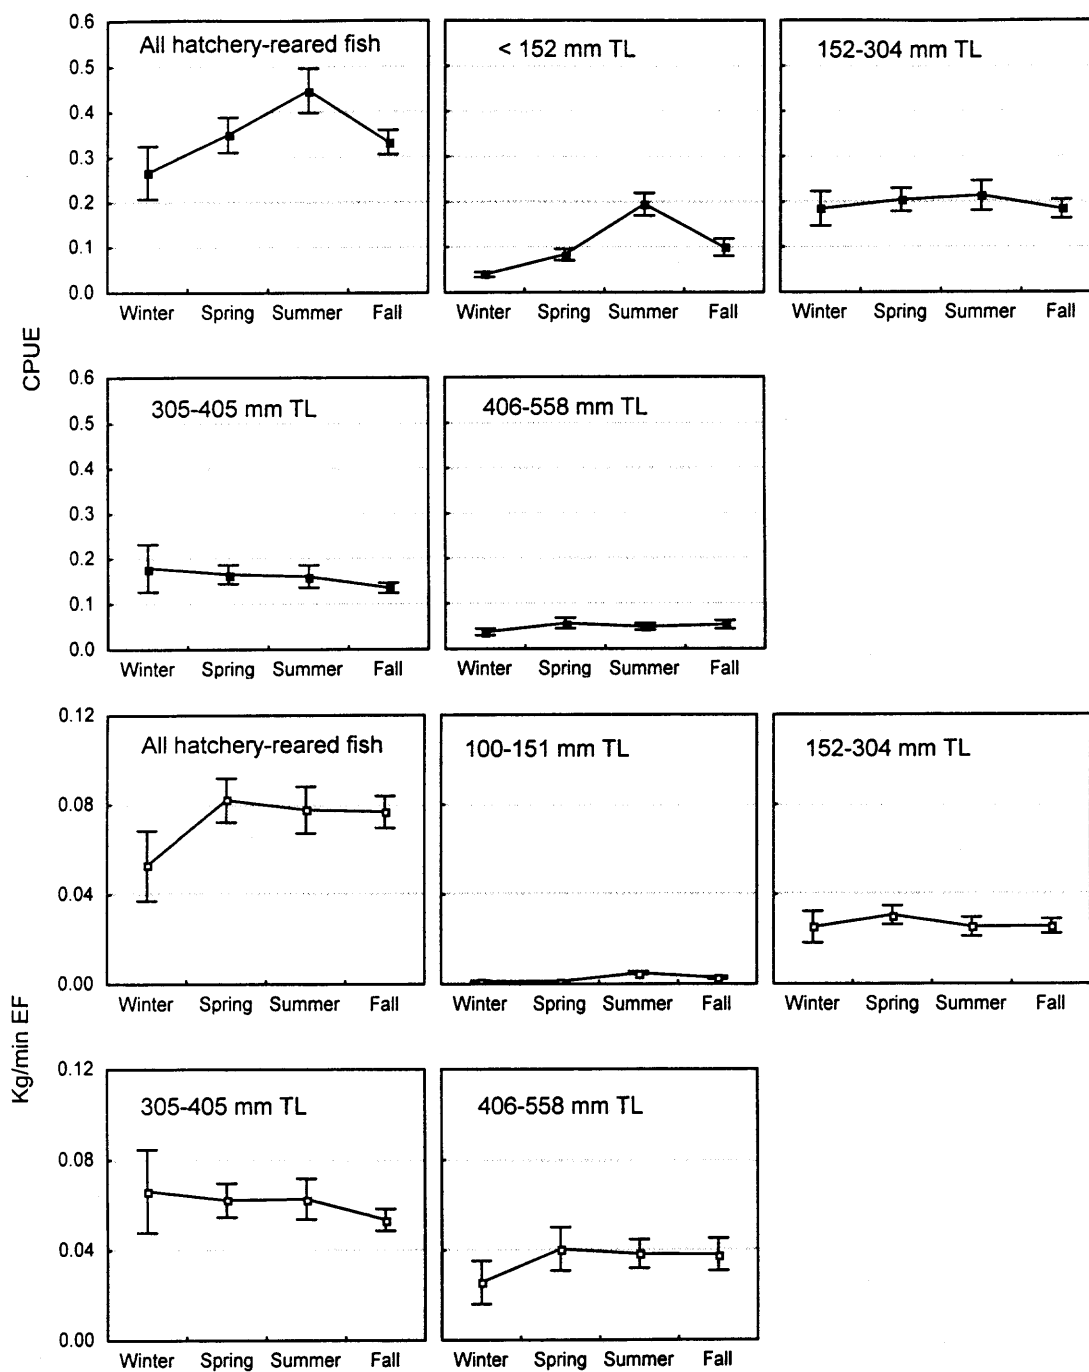 0.6
0.5
0.4
0.3
0.2
0.1
0.0
All hatchery-reared fish
< 152 mm TL
152-304 mm TL
Winter Spring Summer Fall
Winter Spring Summer Fall
Winter Spring Summer Fall
CPUE
0.6
0.5
0.4
0.3
0.2
0.1
0.0
305-405 mm TL
406-558 mm TL
Winter Spring Summer Fall
Winter Spring Summer Fall
0.12
0.08
0.04
0.00
All hatchery-reared fish
100-151 mm TL
152-304 mm TL
Winter Spring Summer Fall
Winter Spring Summer Fall
Winter Spring Summer Fall
Kg/min EF
0.12
0.08
0.04
0.00
305-405 mm TL
406-558 mm TL
Winter Spring Summer Fall
Winter Spring Summer Fall